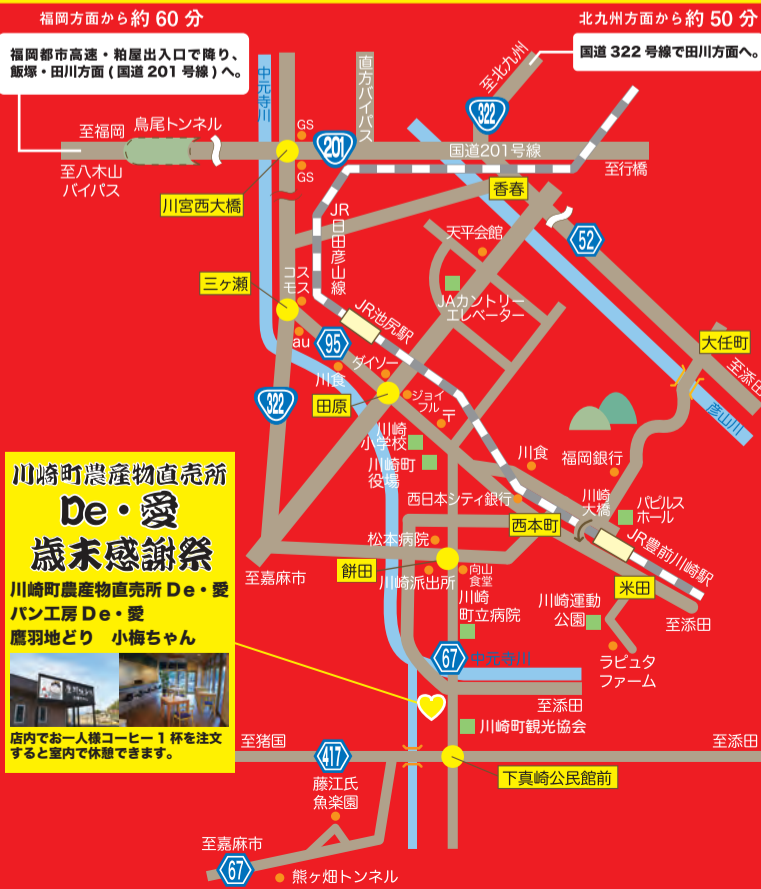 福岡方面から約60分
北九州方面から約50分
福岡都市高速・粕屋出入口で降り、
飯塚・田川方面(国道201号線)へ。
国道322号線で田川方面へ。
中元寺川
直方バイパス
至北九州
322
至福岡
烏尾トンネル
GS
201
国道201号線
至八木山
バイパス
GS
至行橋
川宮西大橋
香春
JR日田彦山線
天平会館
52
三ヶ瀬
コス
モス
JAカントリー
エレベーター
au
95
JR池尻駅
大任町
至添田
川食
ダイソー
322
田原
ジョイ
フル
〒
彦山川
川崎
小学校
川崎町
役場
川食
福岡銀行
西日本シティ銀行
川崎
大橋
パピルス
ホール
川崎町農産物直売所
De・愛
歳末感謝祭
川崎町農産物直売所 De・愛
パン工房 De・愛
鷹羽地どり 小梅ちゃん
店内でお一人様コーヒー1杯を注文
すると室内で休憩できます。
松本病院
西本町
JR豊前川崎駅
至嘉麻市
餅田
川崎派出所
向山
食堂
米田
川崎
町立病院
川崎運動
公園
至添田
67
中元寺川
ラピュタ
ファーム
至添田
川崎町観光協会
至猪国
417
至添田
下真崎公民館前
藤江氏
魚楽園
至嘉麻市
67
熊ヶ畑トンネル